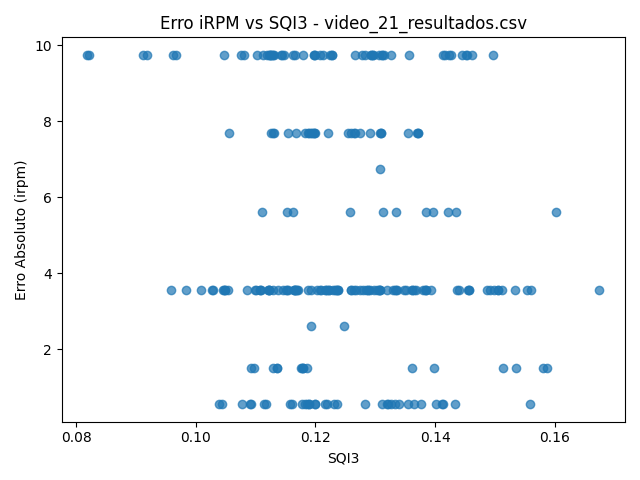 Erro iRPM vs SQI3 - video_21_resultados.csv
Erro Absoluto (irpm)
10
8
6
4
2
0.08 0.10 0.12 0.14 0.16
SQI3